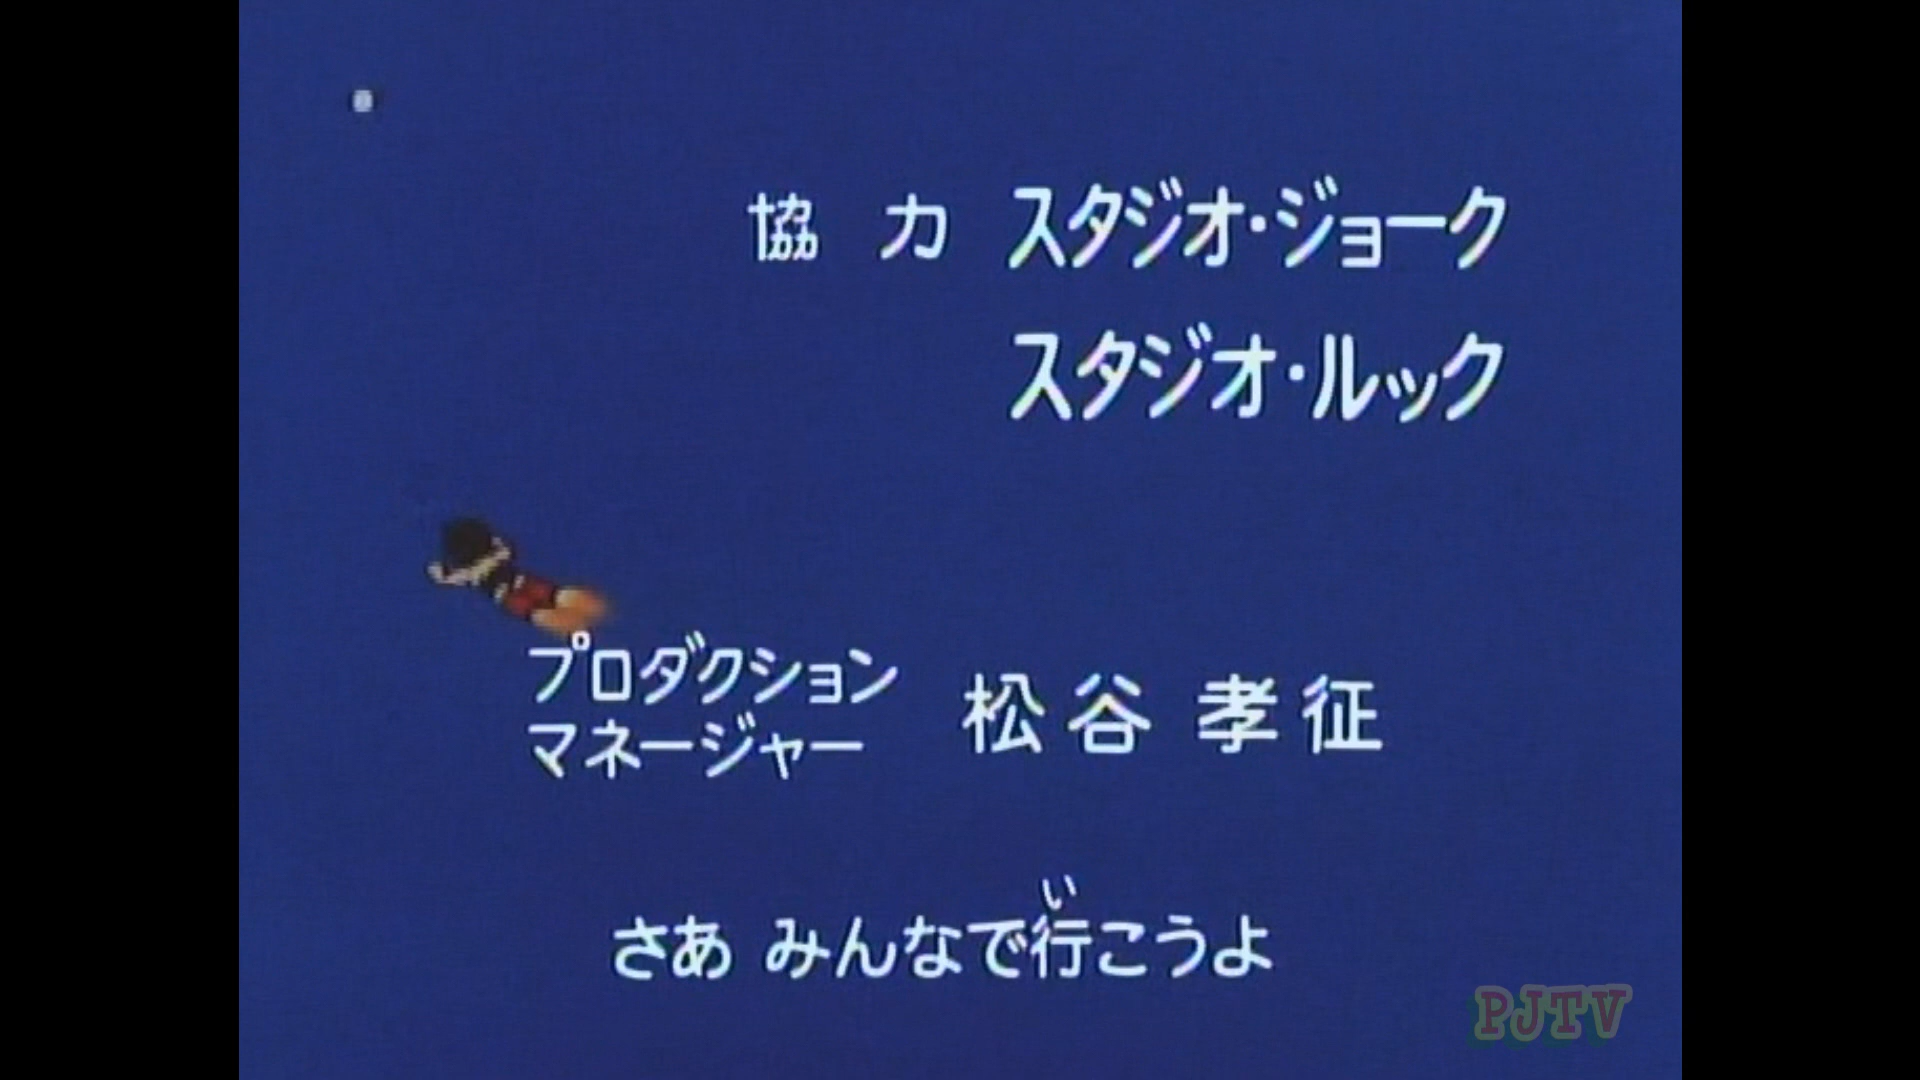 協 力 スタジオ・ジョーク
スタジオ・ルック
プロダクション
マネージャー 松谷 孝征
い
さあ みんなで行こうよ
PJTV